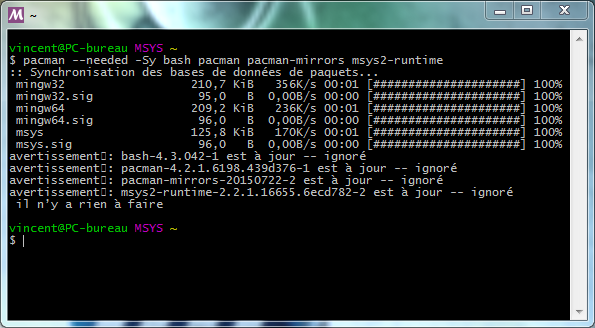 ~
vincent@PC-bureau MSYS ~
$ pacman --needed -Sy bash pacman pacman-mirrors msys2-runtime
:: Synchronisation des bases de données de paquets...
mingw32 210,7 KiB 356K/s 00:01 [#####################] 100%
mingw32.sig 95,0 B 0,00B/s 00:00 [#####################] 100%
mingw64 209,2 KiB 236K/s 00:01 [#####################] 100%
mingw64.sig 96,0 B 0,00B/s 00:00 [#####################] 100%
msys 125,8 KiB 170K/s 00:01 [#####################] 100%
msys.sig 96,0 B 0,00B/s 00:00 [#####################] 100%
avertissement▯: bash-4.3.042-1 est à jour -- ignoré
avertissement▯: pacman-4.2.1.6198.439d376-1 est à jour -- ignoré
avertissement▯: pacman-mirrors-20150722-2 est à jour -- ignoré
avertissement▯: msys2-runtime-2.2.1.16655.6ecd782-2 est à jour -- ignoré
il n'y a rien à faire
vincent@PC-bureau MSYS ~
$